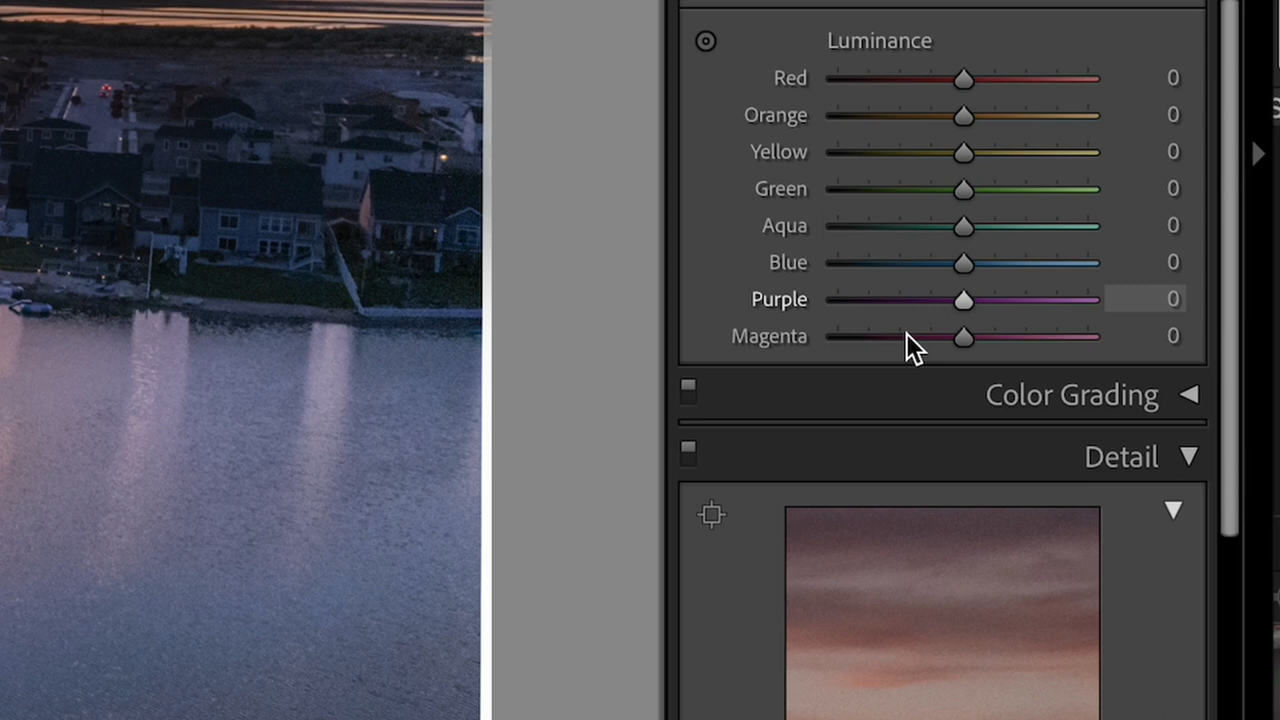 Luminance
Red 0
Orange 0
Yellow 0
Green 0
Aqua 0
Blue 0
Purple 0
Magenta 0
Color Grading
Detail